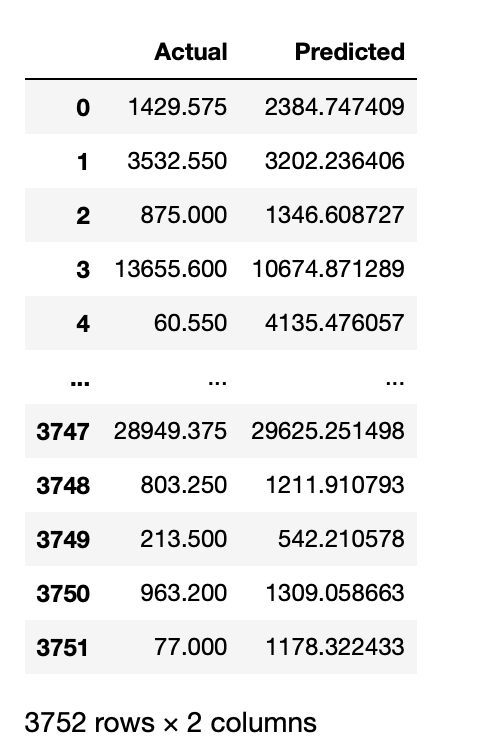 Actual Predicted
0 1429.575 2384.747409
1 3532.550 3202.236406
2 875.000 1346.608727
3 13655.600 10674.871289
4 60.550 4135.476057
... ... ...
3747 28949.375 29625.251498
3748 803.250 1211.910793
3749 213.500 542.210578
3750 963.200 1309.058663
3751 77.000 1178.322433
3752 rows × 2 columns